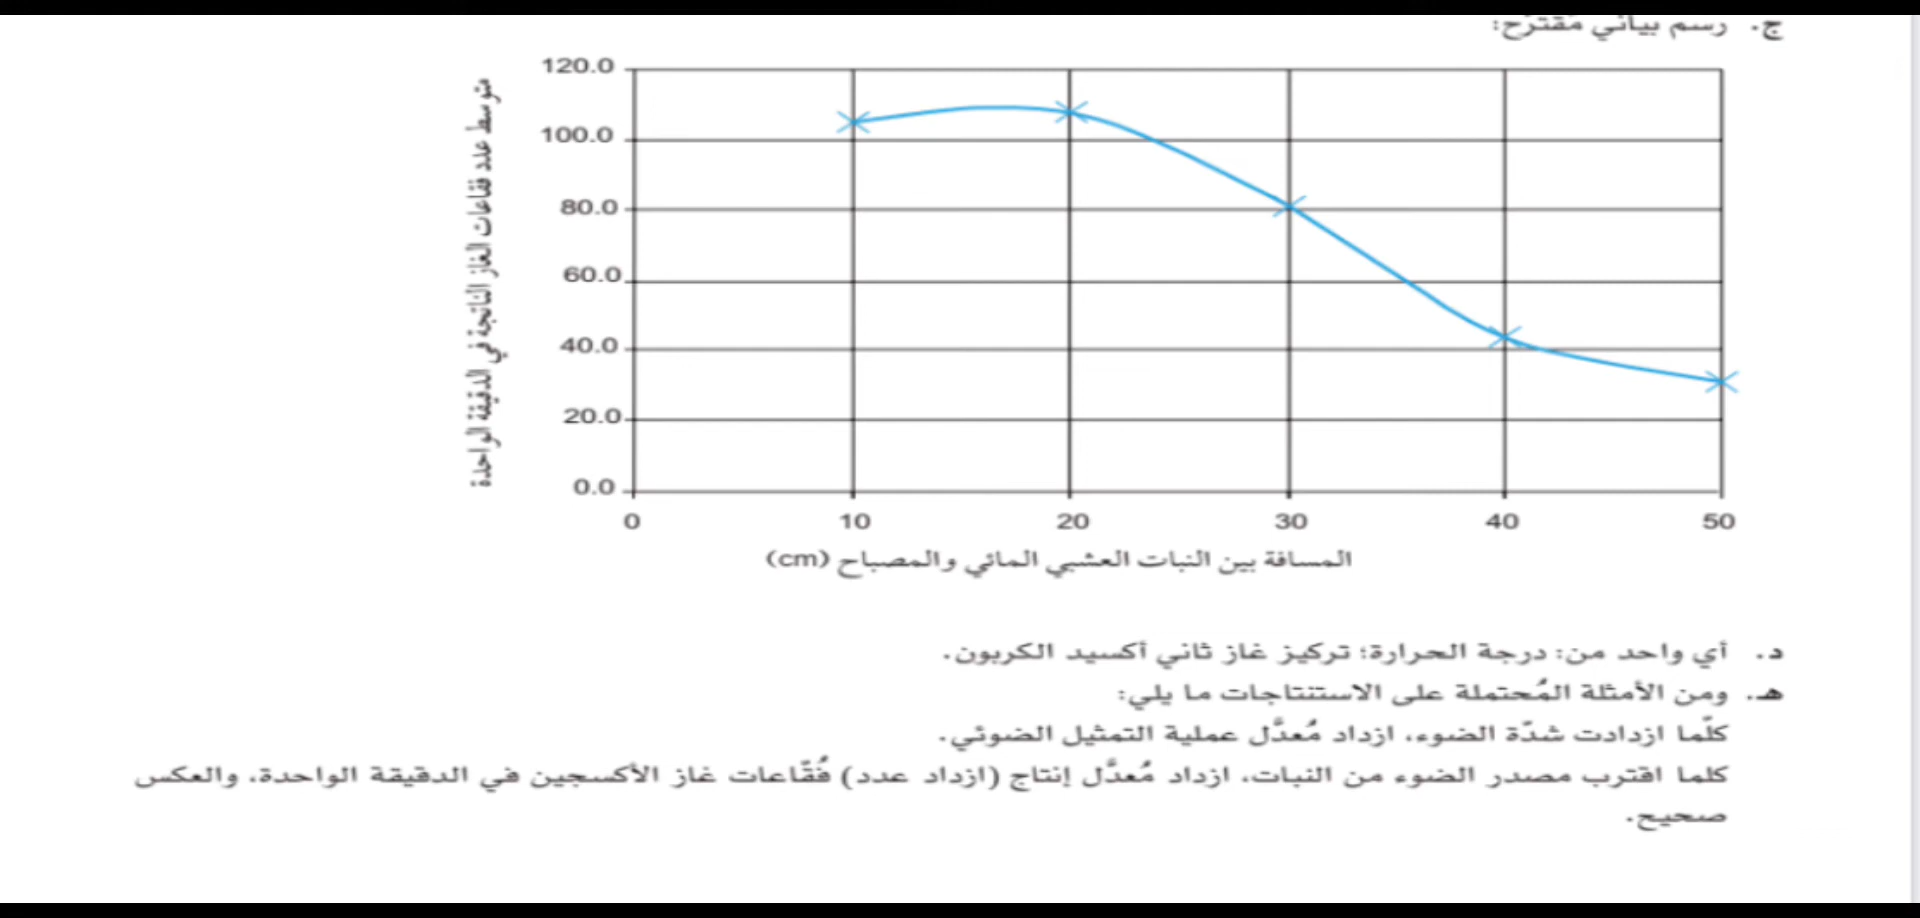 ج. رسم بياني مُقترَح:
متوسط عدد فقاعات الغاز الناتجة في الدقيقة الواحدة
120.0
100.0
80.0
60.0
40.0
20.0
0.0
0 10 20 30 40 50
المسافة بين النبات العشبي المائي والمصباح (cm)
د. أي واحد من: درجة الحرارة؛ تركيز غاز ثاني أكسيد الكربون.
هـ. ومن الأمثلة المُحتملة على الاستنتاجات ما يلي:
كلّما ازدادت شدّة الضوء، ازداد مُعدَّل عملية التمثيل الضوئي.
كلما اقترب مصدر الضوء من النبات، ازداد مُعدَّل إنتاج (ازداد عدد) فُقّاعات غاز الأكسجين في الدقيقة الواحدة، والعكس
صحيح.